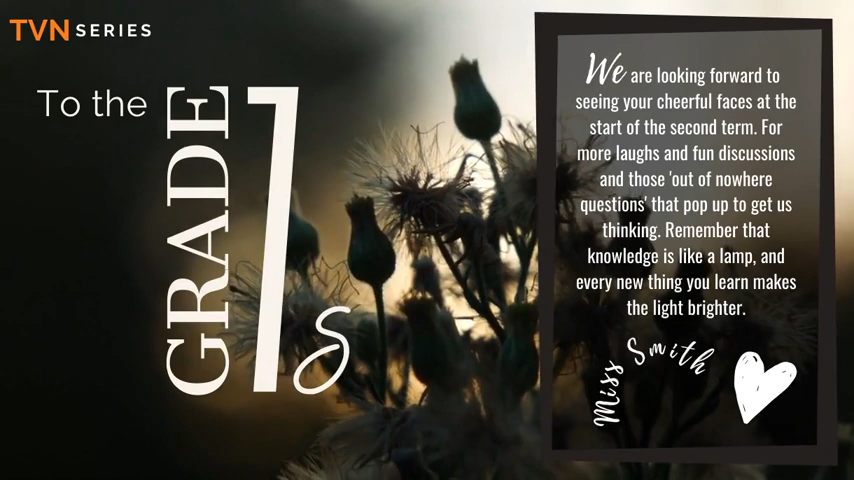 TVN SERIES
To the
GRADE 1s
We are looking forward to
seeing your cheerful faces at the
start of the second term. For
more laughs and fun discussions
and those 'out of nowhere
questions' that pop up to get us
thinking. Remember that
knowledge is like a lamp, and
every new thing you learn makes
the light brighter.
Miss Smith